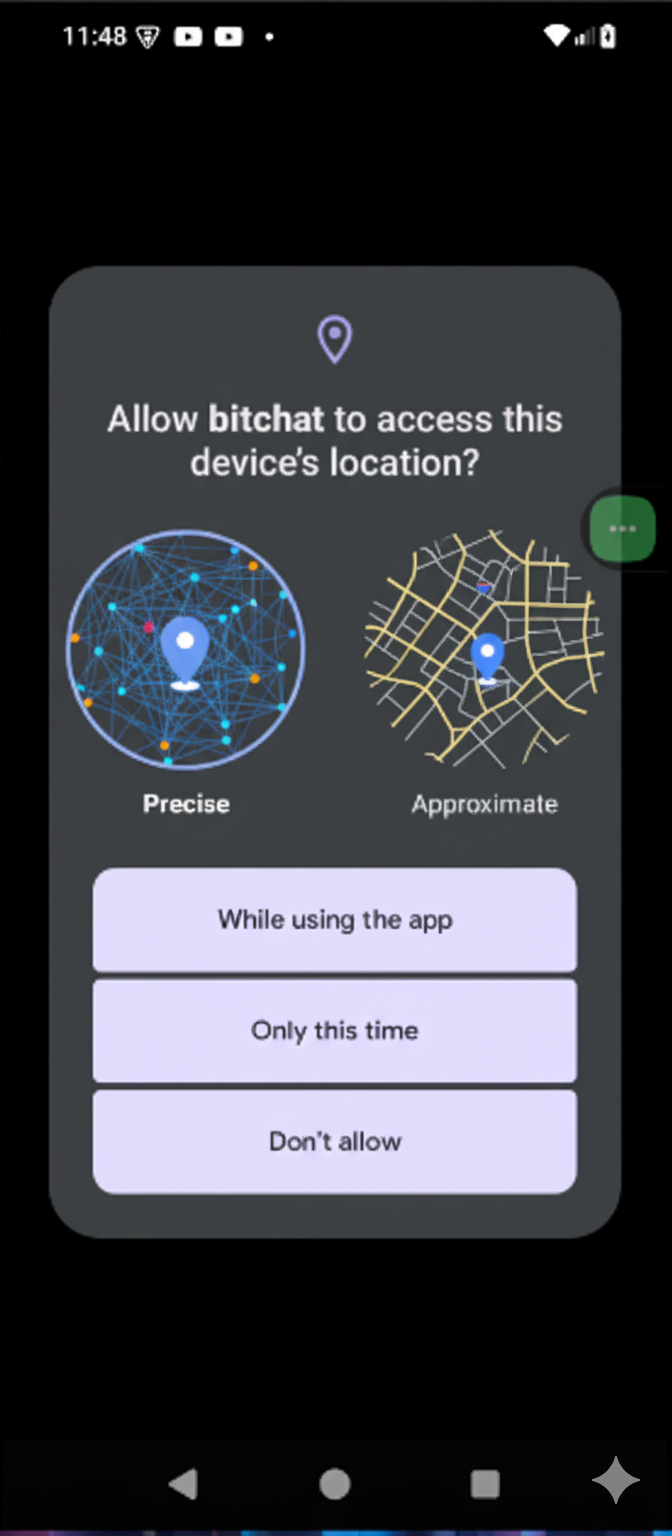 11:48
Allow bitchat to access this
device's location?
Precise
Approximate
While using the app
Only this time
Don't allow